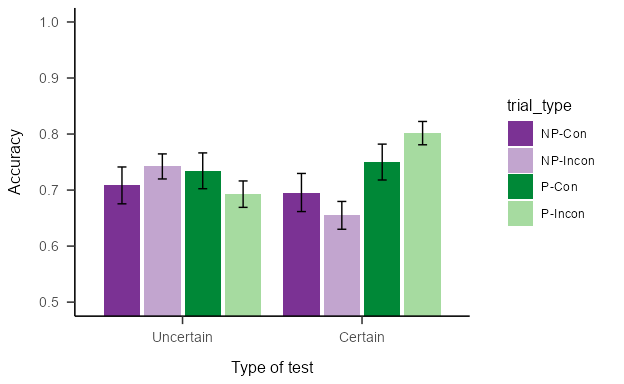 1.0
0.9
0.8
0.7
0.6
0.5
Accuracy
Uncertain
Certain
Type of test
trial_type
NP-Con
NP-Incon
P-Con
P-Incon